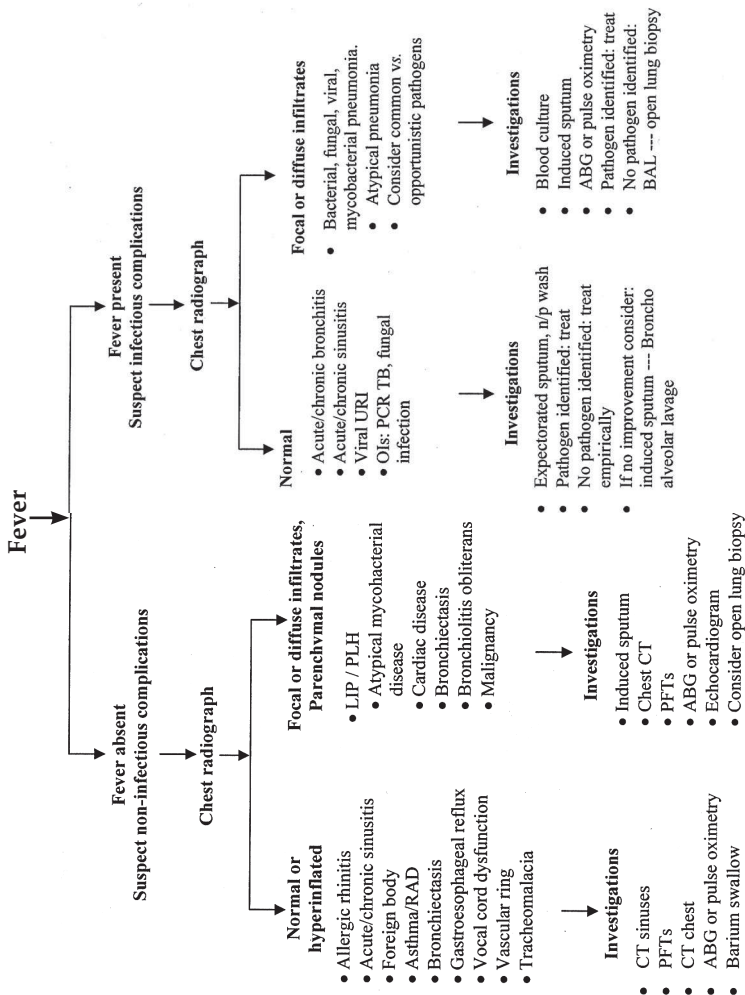 Fever
Fever absent
Suspect non-infectious complications
Chest radiograph
Normal or
hyperinflated
• Allergic rhinitis
• Acute/chronic sinusitis
• Foreign body
• Asthma/RAD
• Bronchiectasis
• Gastroesophageal reflux
• Vocal cord dysfunction
• Vascular ring
• Tracheomalacia
Investigations
• CT sinuses
• PFTs
• CT chest
• ABG or pulse oximetry
• Barium swallow
Focal or diffuse infiltrates,
Parenchvmal nodules
• LIP / PLH
• Atypical mycobacterial
disease
• Cardiac disease
• Bronchiectasis
• Bronchiolitis obliterans
• Malignancy
Investigations
• Induced sputum
• Chest CT
• PFTs
• ABG or pulse oximetry
• Echocardiogram
• Consider open lung biopsy
Fever present
Suspect infectious complications
Chest radiograph
Normal
• Acute/chronic bronchitis
• Acute/chronic sinusitis
• Viral URI
• OIs: PCR TB, fungal
infection
Investigations
• Expectorated sputum, n/p wash
• Pathogen identified: treat
• No pathogen identified: treat
empirically
• If no improvement consider:
induced sputum --- Broncho
alveolar lavage
Focal or diffuse infiltrates
• Bacterial, fungal, viral,
mycobacterial pneumonia.
• Atypical pneumonia
• Consider common vs.
opportunistic pathogens
Investigations
• Blood culture
• Induced sputum
• ABG or pulse oximetry
• Pathogen identified: treat
• No pathogen identified:
BAL --- open lung biopsy